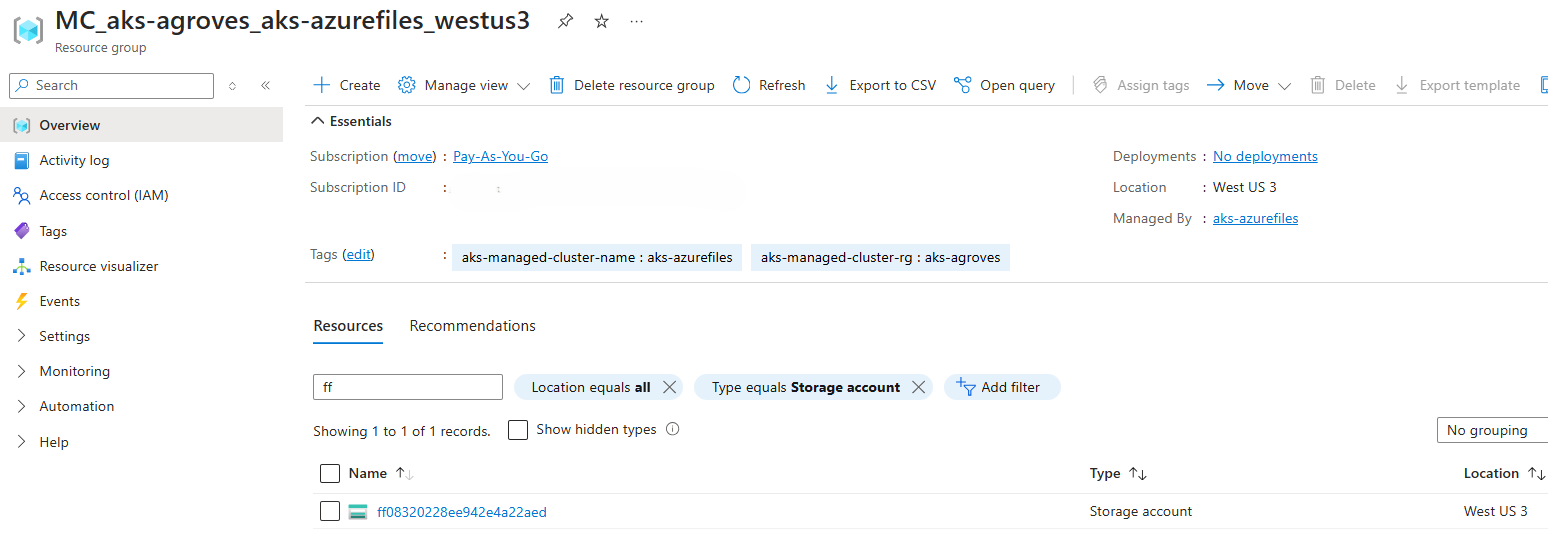 MC_aks-agroves_aks-azurefiles_westus3
Resource group
Search
Create Manage view Delete resource group Refresh Export to CSV Open query Assign tags Move Delete Export template
Overview
Activity log
Access control (IAM)
Tags
Resource visualizer
Events
Settings
Monitoring
Automation
Help
Essentials
Subscription (move) : Pay-As-You-Go
Subscription ID :
Deployments : No deployments
Location : West US 3
Managed By : aks-azurefiles
Tags (edit) : aks-managed-cluster-name : aks-azurefiles aks-managed-cluster-rg : aks-agroves
Resources Recommendations
ff Location equals all Type equals Storage account Add filter
Showing 1 to 1 of 1 records. Show hidden types No grouping
Name Type Location
ff08320228ee942e4a22aed Storage account West US 3